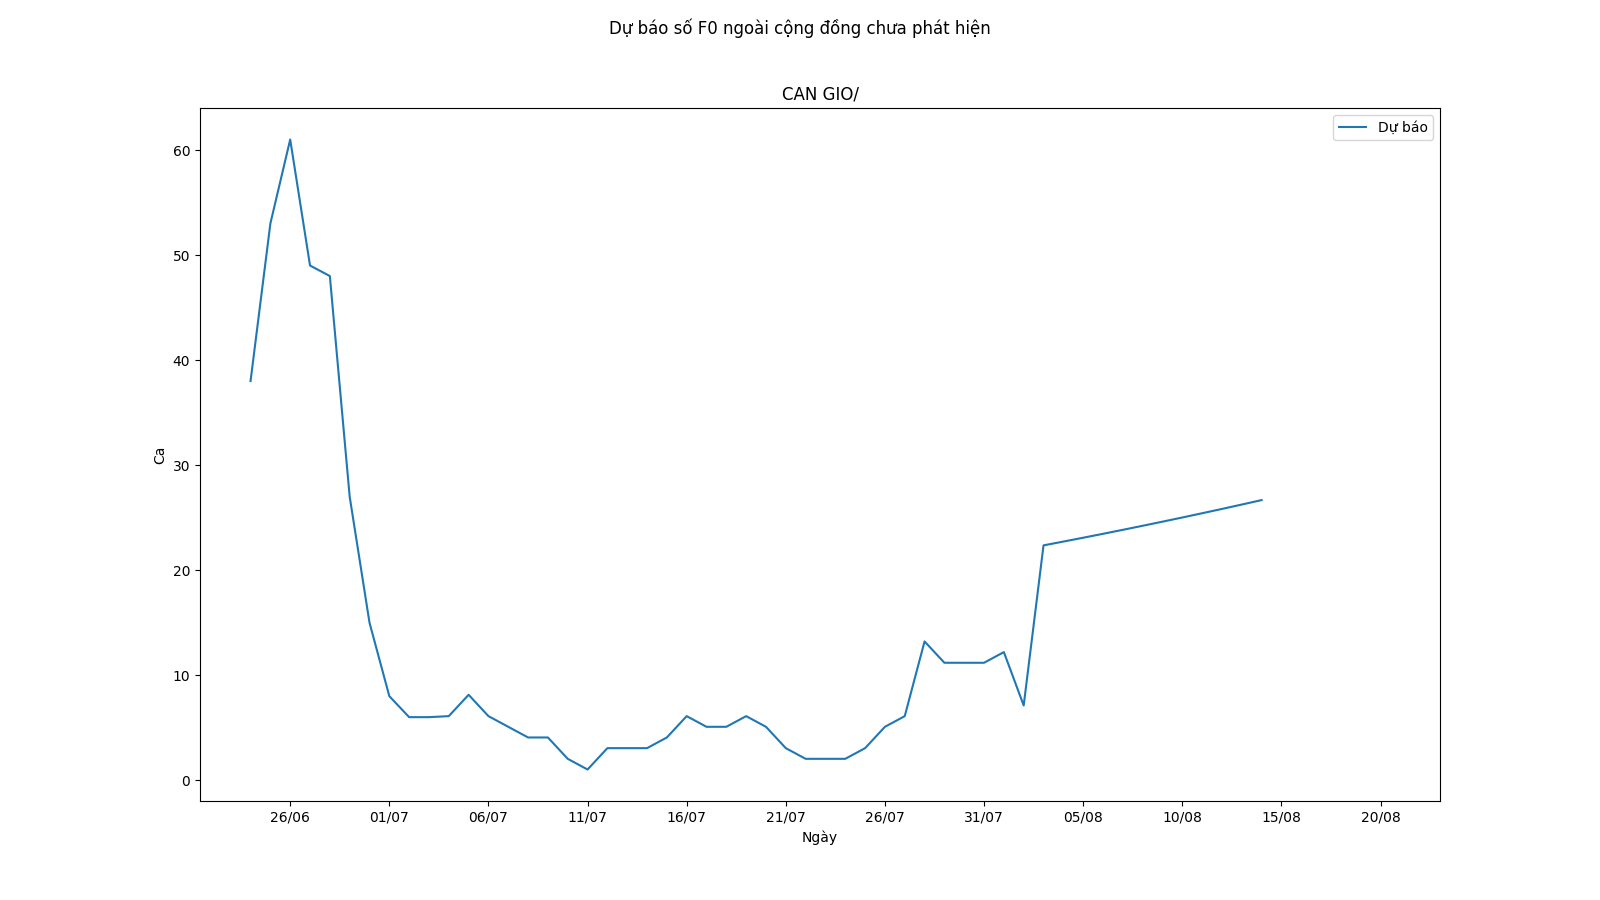 Dự báo số F0 ngoài cộng đồng chưa phát hiện
CAN GIO/
Dự báo
60
50
40
30
20
10
0
Ca
26/06 01/07 06/07 11/07 16/07 21/07 26/07 31/07 05/08 10/08 15/08 20/08
Ngày